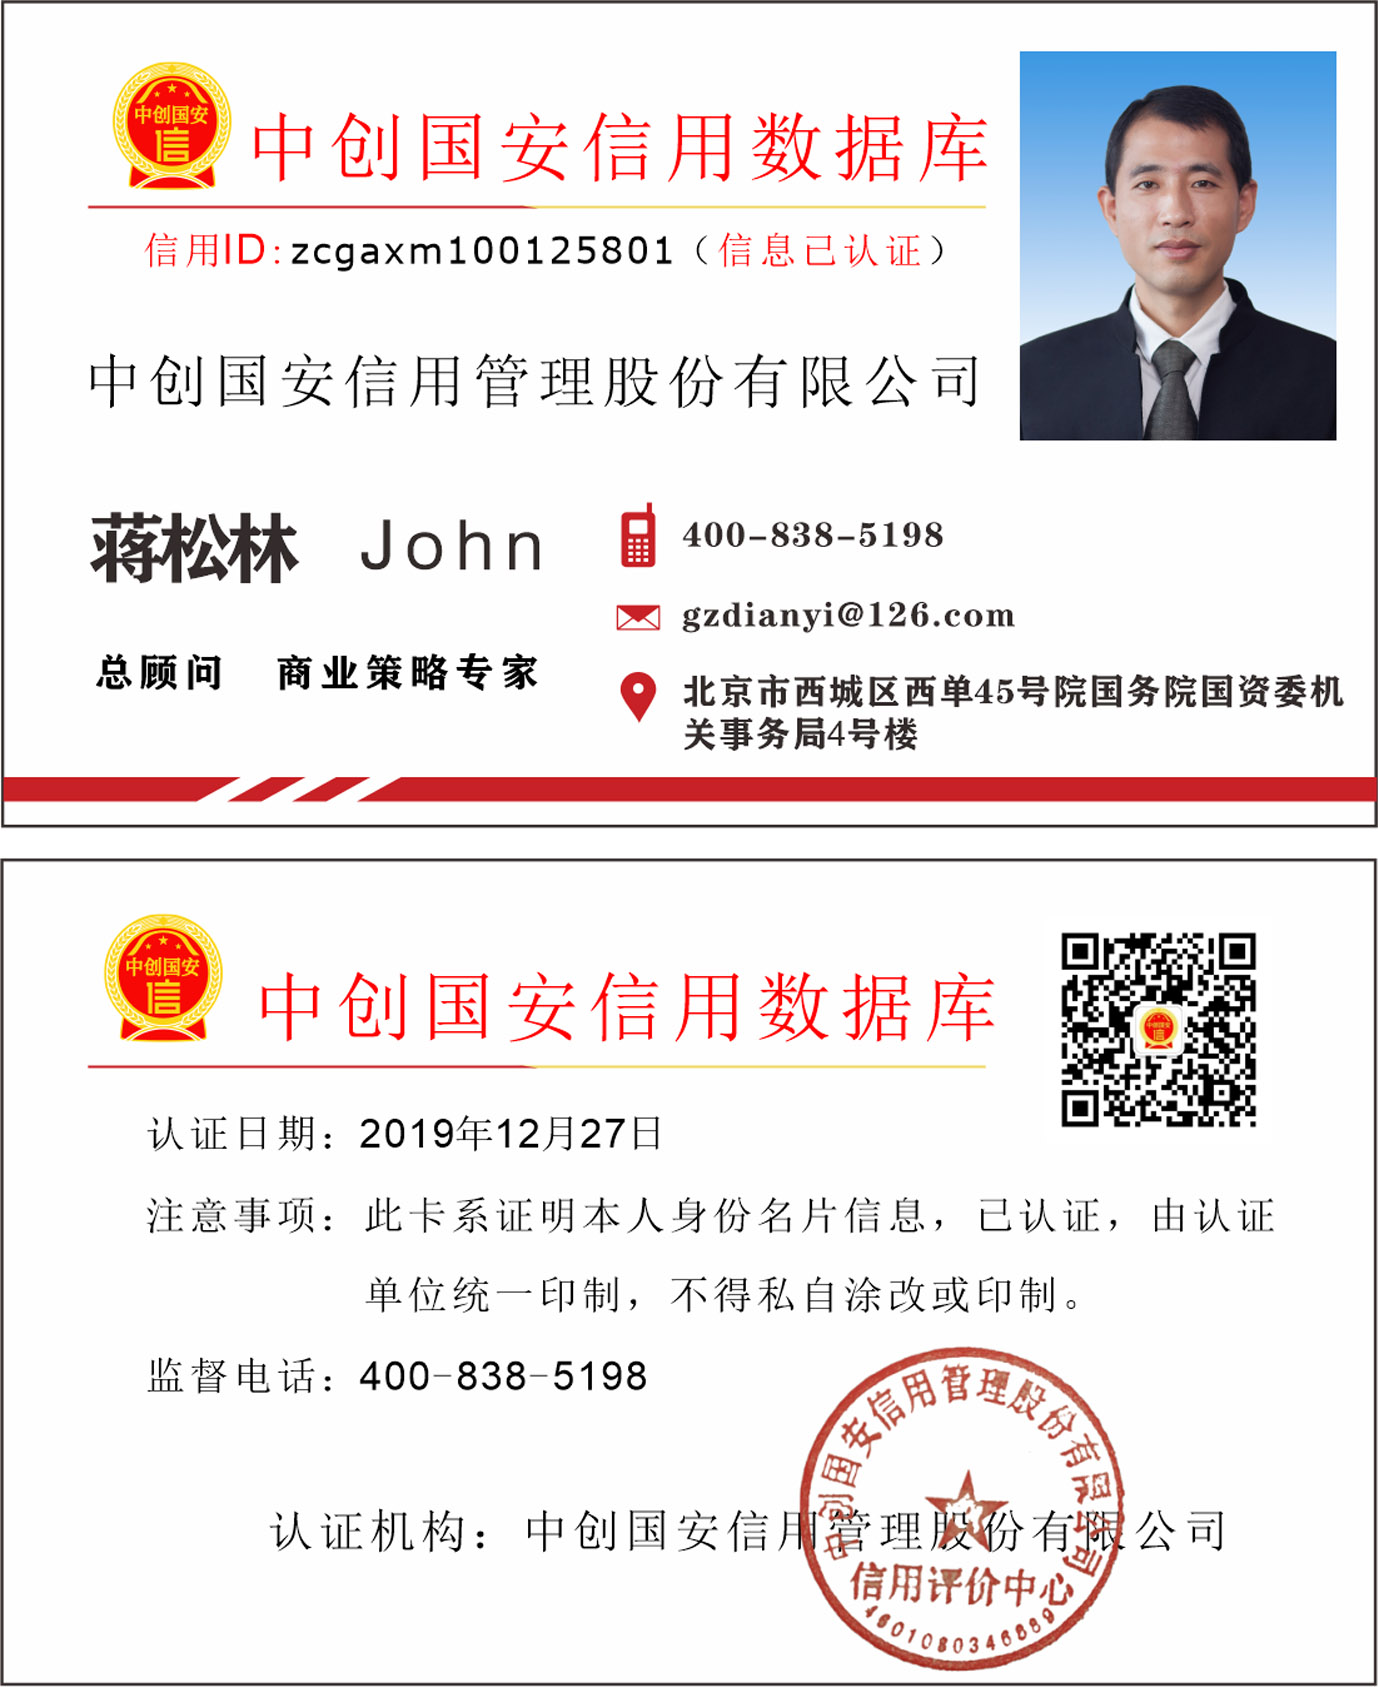 中创国安
信
中创国安信用数据库
信用ID:zcgaxm100125801（信息已认证）
中创国安信用管理股份有限公司
蒋松林 John
400-838-5198
gzdianyi@126.com
总顾问 商业策略专家
北京市西城区西单45号院国务院国资委机
关事务局4号楼
中创国安
信
中创国安信用数据库
中创国安
信
认证日期：2019年12月27日
注意事项：此卡系证明本人身份名片信息，已认证，由认证
单位统一印制，不得私自涂改或印制。
监督电话：400-838-5198
认证机构：中创国安信用管理股份有限公司
中创国安信用管理股份有限公司
信用评价中心
4601080346889